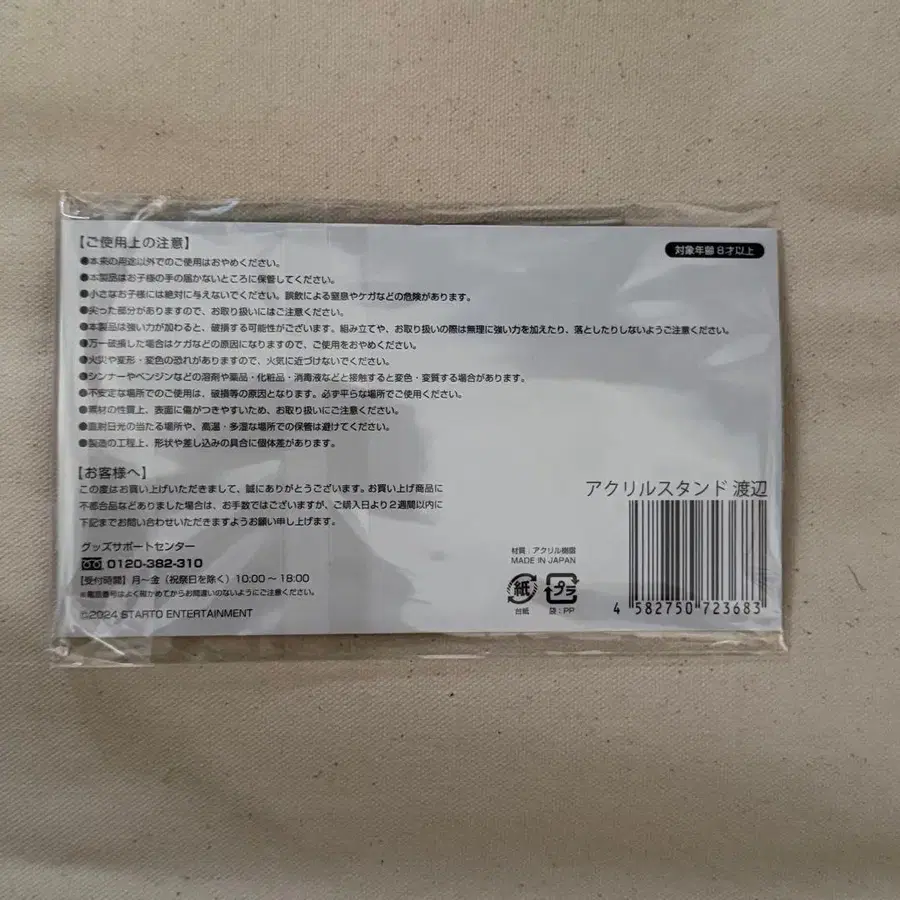 【ご使用上の注意】
対象年齢8才以上
●本来の用途以外でのご使用はおやめください。
●本製品はお子様の手の届かないところに保管してください。
●小さなお子様には絶対に与えないでください。誤飲による窒息やケガなどの危険があります。
●尖った部分がありますので、お取り扱いにはご注意ください。
●本製品は強い力が加わると、破損する可能性がございます。組み立てや、お取り扱いの際は無理に強い力を加えたり、落としたりしないようご注意ください。
●万一破損した場合はケガなどの原因になりますので、ご使用をおやめください。
●火災や変形・変色の恐れがありますので、火気に近づけないでください。
●シンナーやベンジンなどの溶剤や薬品・化粧品・消毒液などと接触すると変色・変質する場合があります。
●不安定な場所でのご使用は、破損等の原因となります。必ず平らな場所でご使用ください。
●素材の性質上、表面に傷がつきやすいため、お取り扱いにご注意ください。
●直射日光の当たる場所や、高温・多湿な場所での保管は避けてください。
●製造の工程上、形状や差し込みの具合に個体差があります。
【お客様へ】
この度はお買い上げいただきまして、誠にありがとうございます。お買い上げ商品に
不都合品などありました場合は、お手数ではございますが、ご購入日より2週間以内に
下記までお問い合わせいただきますようお願い申し上げます。
グッズサポートセンター
0120-382-310
【受付時間】月〜金（祝祭日を除く）10:00〜18:00
※電話番号はよく確かめてからお間違いのないようにご注意ください。
©2024 STARTO ENTERTAINMENT
材質：アクリル樹脂
MADE IN JAPAN
紙
プラ
台紙
袋：PP
アクリルスタンド 渡辺
4 582750 723683